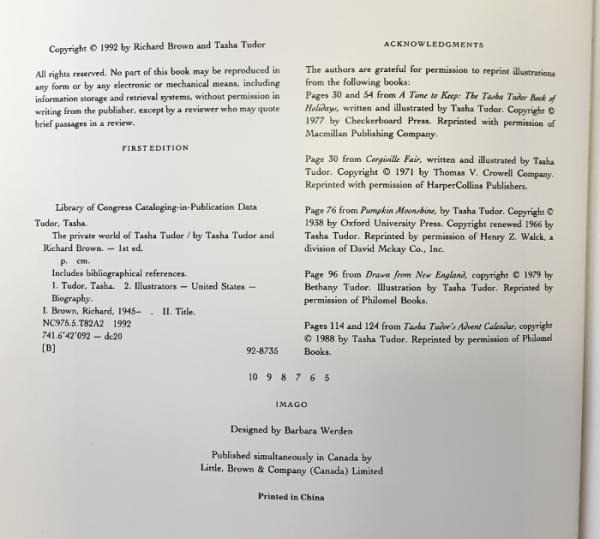 Copyright © 1992 by Richard Brown and Tasha Tudor
All rights reserved. No part of this book may be reproduced in
any form or by any electronic or mechanical means, including
information storage and retrieval systems, without permission in
writing from the publisher, except by a reviewer who may quote
brief passages in a review.
FIRST EDITION
Library of Congress Cataloging-in-Publication Data
Tudor, Tasha.
The private world of Tasha Tudor / by Tasha Tudor and
Richard Brown. — 1st ed.
p. cm.
Includes bibliographical references.
1. Tudor, Tasha. 2. Illustrators — United States —
Biography.
I. Brown, Richard, 1945– . II. Title.
NC975.5.T82A2 1992
741.6'42'092 — dc20
[B] 92-8735
ACKNOWLEDGMENTS
The authors are grateful for permission to reprint illustrations
from the following books:
Pages 30 and 54 from A Time to Keep: The Tasha Tudor Book of
Holidays, written and illustrated by Tasha Tudor. Copyright ©
1977 by Checkerboard Press. Reprinted with permission of
Macmillan Publishing Company.
Page 30 from Corgiville Fair, written and illustrated by Tasha
Tudor. Copyright © 1971 by Thomas V. Crowell Company.
Reprinted with permission of HarperCollins Publishers.
Page 76 from Pumpkin Moonshine, by Tasha Tudor. Copyright ©
1938 by Oxford University Press. Copyright renewed 1966 by
Tasha Tudor. Reprinted by permission of Henry Z. Walck, a
division of David McKay Co., Inc.
Page 96 from Drawn from New England, copyright © 1979 by
Bethany Tudor. Illustration by Tasha Tudor. Reprinted by
permission of Philomel Books.
Pages 114 and 124 from Tasha Tudor's Advent Calendar, copyright
© 1988 by Tasha Tudor. Reprinted by permission of Philomel
Books.
10 9 8 7 6 5
IMAGO
Designed by Barbara Werden
Published simultaneously in Canada by
Little, Brown & Company (Canada) Limited
Printed in China